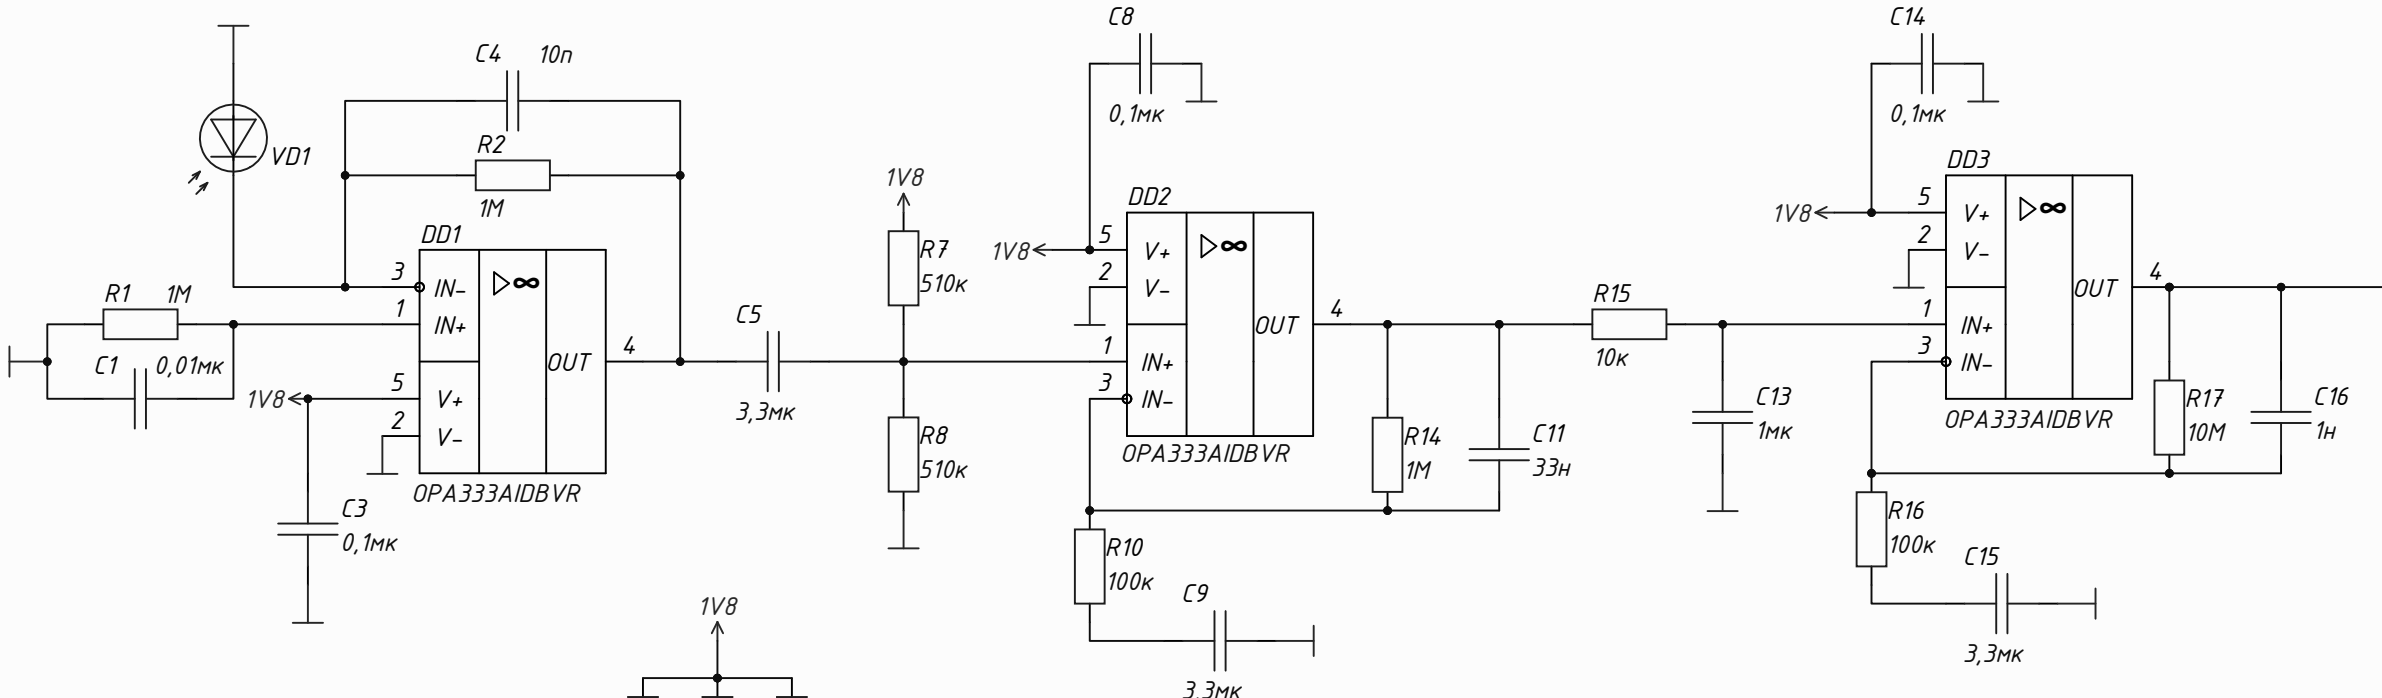 C4 10п
VD1
R2
1М
DD1
3 IN-
R1 1М
1 IN+
C1 0,01мк
OUT 4
1V8 5 V+
2 V-
OPA333AIDBVR
C3
0,1мк
C5
3,3мк
1V8
R7
510к
R8
510к
1V8
C8
0,1мк
DD2
1V8 5 V+
2 V-
OUT 4
1 IN+
3 IN-
OPA333AIDBVR
R14
1М
C11
33н
R10
100к
C9
3,3мк
R15
10к
C13
1мк
C14
0,1мк
DD3
1V8 5 V+
2 V-
OUT 4
1 IN+
3 IN-
OPA333AIDBVR
R17
10М
C16
1н
R16
100к
C15
3,3мк